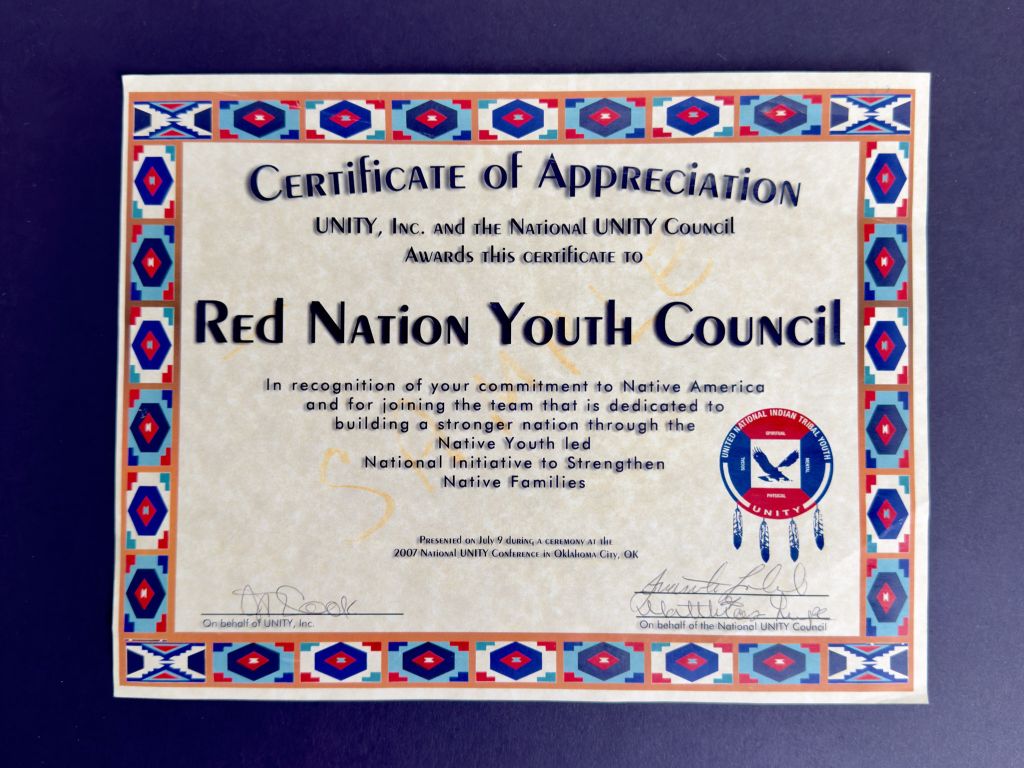 Certificate of Appreciation
UNITY, Inc. and the National UNITY Council
Awards this certificate to
Red Nation Youth Council
In recognition of your commitment to Native America
and for joining the team that is dedicated to
building a stronger nation through the
Native Youth led
National Initiative to Strengthen
Native Families
SAMPLE
UNITED NATIONAL INDIAN TRIBAL YOUTH
SPIRITUAL
SOCIAL
MENTAL
PHYSICAL
UNITY
Presented on July 9 during a ceremony at the
2007 National UNITY Conference in Oklahoma City, OK
On behalf of UNITY, Inc.
On behalf of the National UNITY Council